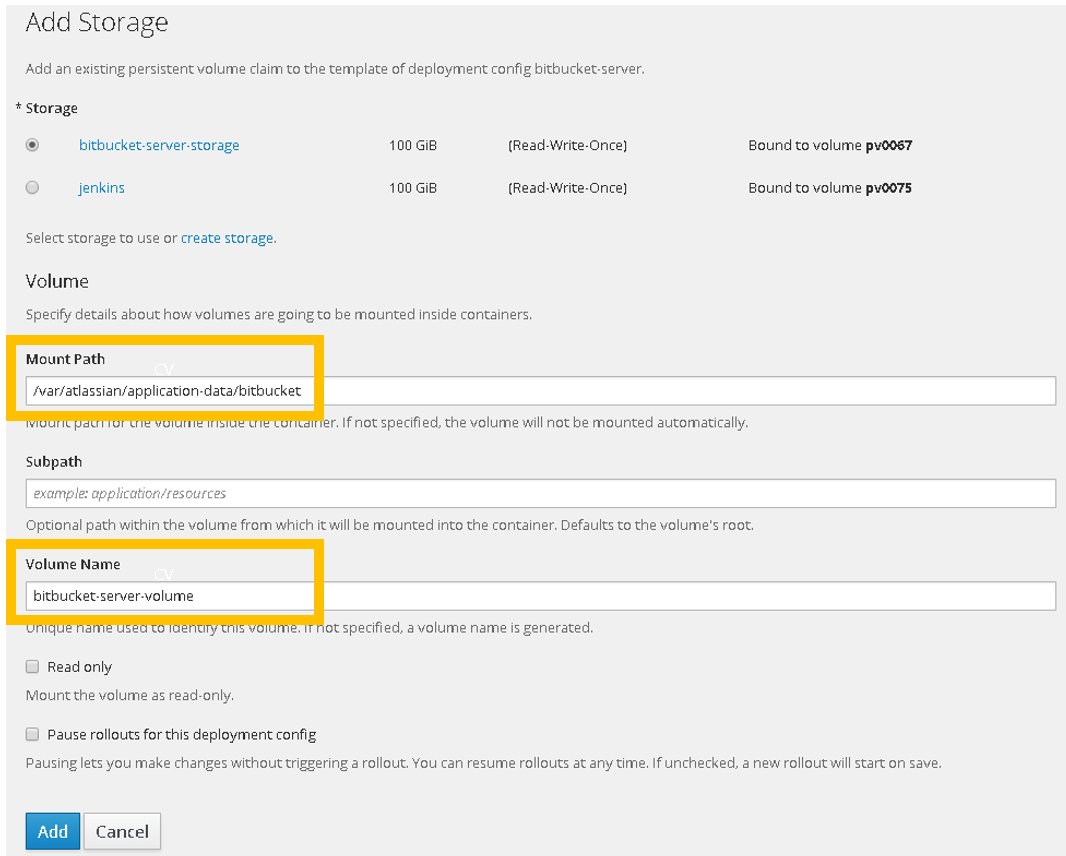 Add Storage
Add an existing persistent volume claim to the template of deployment config bitbucket-server.
* Storage
bitbucket-server-storage 100 GiB (Read-Write-Once) Bound to volume pv0067
jenkins 100 GiB (Read-Write-Once) Bound to volume pv0075
Select storage to use or create storage.
Volume
Specify details about how volumes are going to be mounted inside containers.
Mount Path
CV
/var/atlassian/application-data/bitbucket
Mount path for the volume inside the container. If not specified, the volume will not be mounted automatically.
Subpath
example: application/resources
Optional path within the volume from which it will be mounted into the container. Defaults to the volume's root.
Volume Name
CV
bitbucket-server-volume
Unique name used to identify this volume. If not specified, a volume name is generated.
Read only
Mount the volume as read-only.
Pause rollouts for this deployment config
Pausing lets you make changes without triggering a rollout. You can resume rollouts at any time. If unchecked, a new rollout will start on save.
Add Cancel